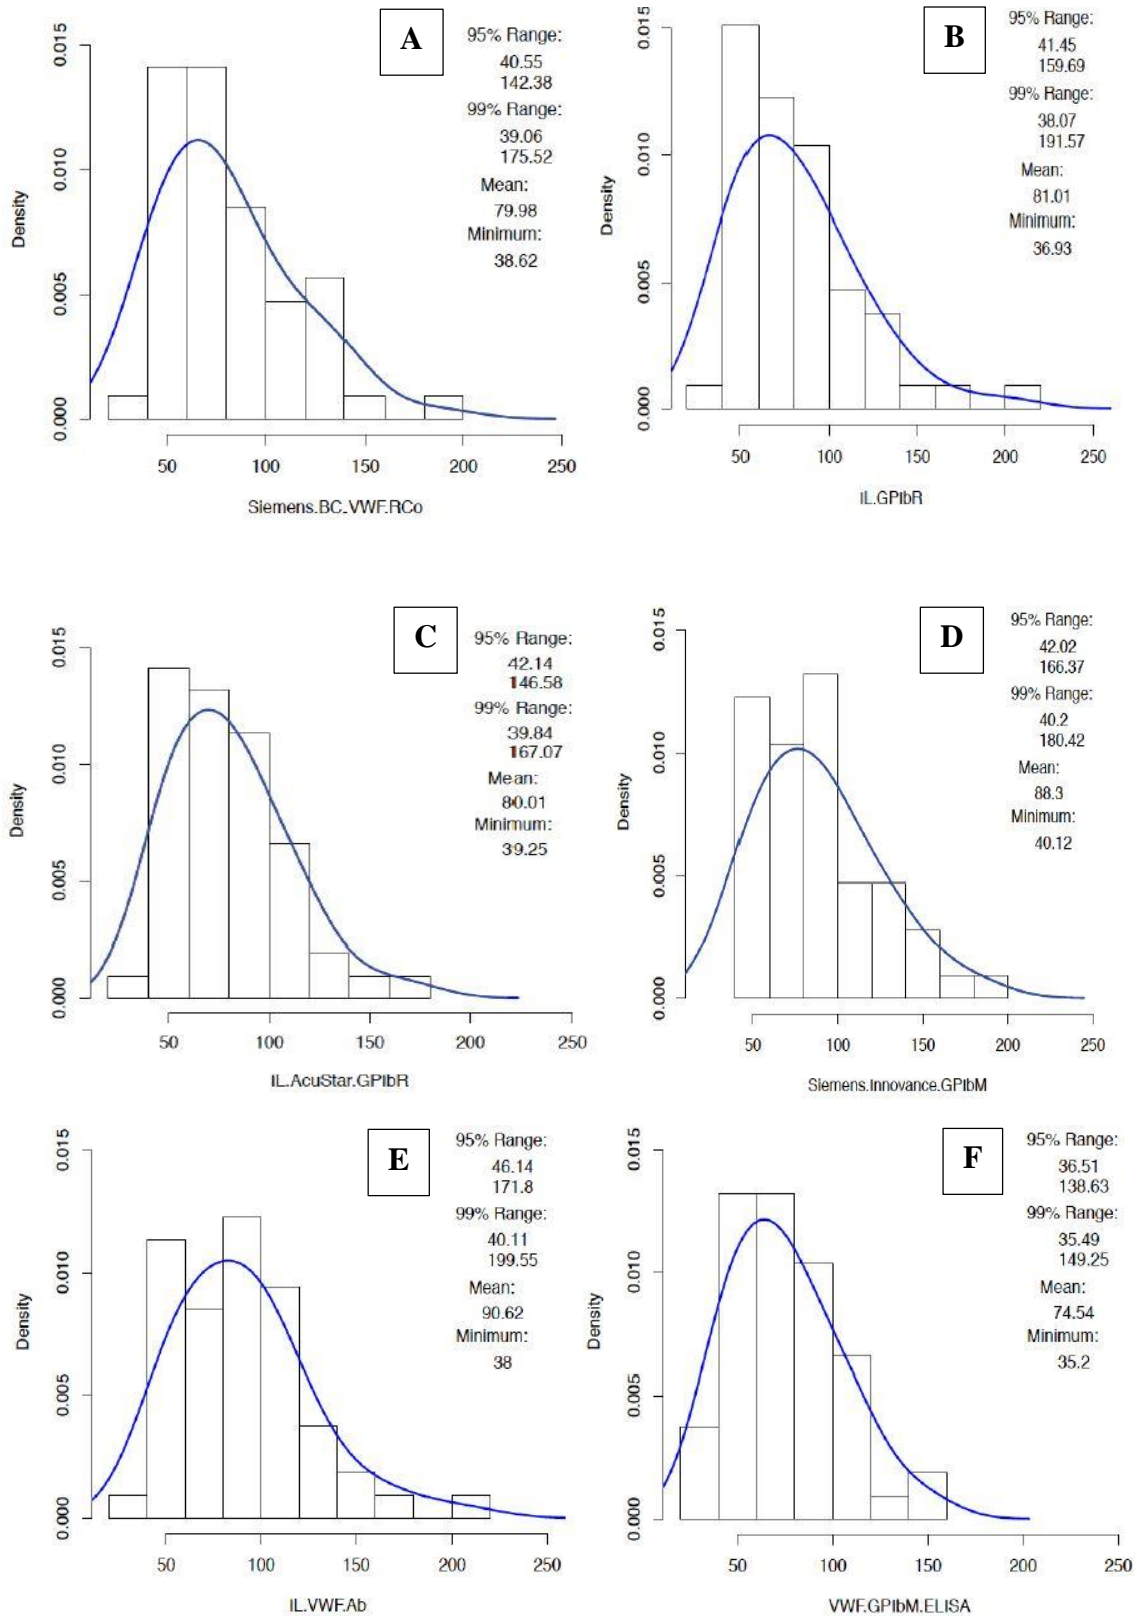 A
95% Range:
40.55
142.38
99% Range:
39.06
175.52
Mean:
79.98
Minimum:
38.62
Density
0.015
0.010
0.005
0.000
50 100 150 200 250
Siemens.BC.VWF.RCo
B
95% Range:
41.45
159.69
99% Range:
38.07
191.57
Mean:
81.01
Minimum:
36.93
Density
0.015
0.010
0.005
0.000
50 100 150 200 250
IL.GPIbR
C
95% Range:
42.14
146.58
99% Range:
39.84
167.07
Mean:
80.01
Minimum:
39.25
Density
0.015
0.010
0.005
0.000
50 100 150 200 250
IL.AcuStar.GPIbR
D
95% Range:
42.02
166.37
99% Range:
40.2
180.42
Mean:
88.3
Minimum:
40.12
Density
0.015
0.010
0.005
0.000
50 100 150 200 250
Siemens.Innovance.GPIbM
E
95% Range:
46.14
171.8
99% Range:
40.11
199.55
Mean:
90.62
Minimum:
38
Density
0.015
0.010
0.005
0.000
50 100 150 200 250
IL.VWF.Ab
F
95% Range:
36.51
138.63
99% Range:
35.49
149.25
Mean:
74.54
Minimum:
35.2
Density
0.015
0.010
0.005
0.000
50 100 150 200 250
VWF.GPIbM.ELISA